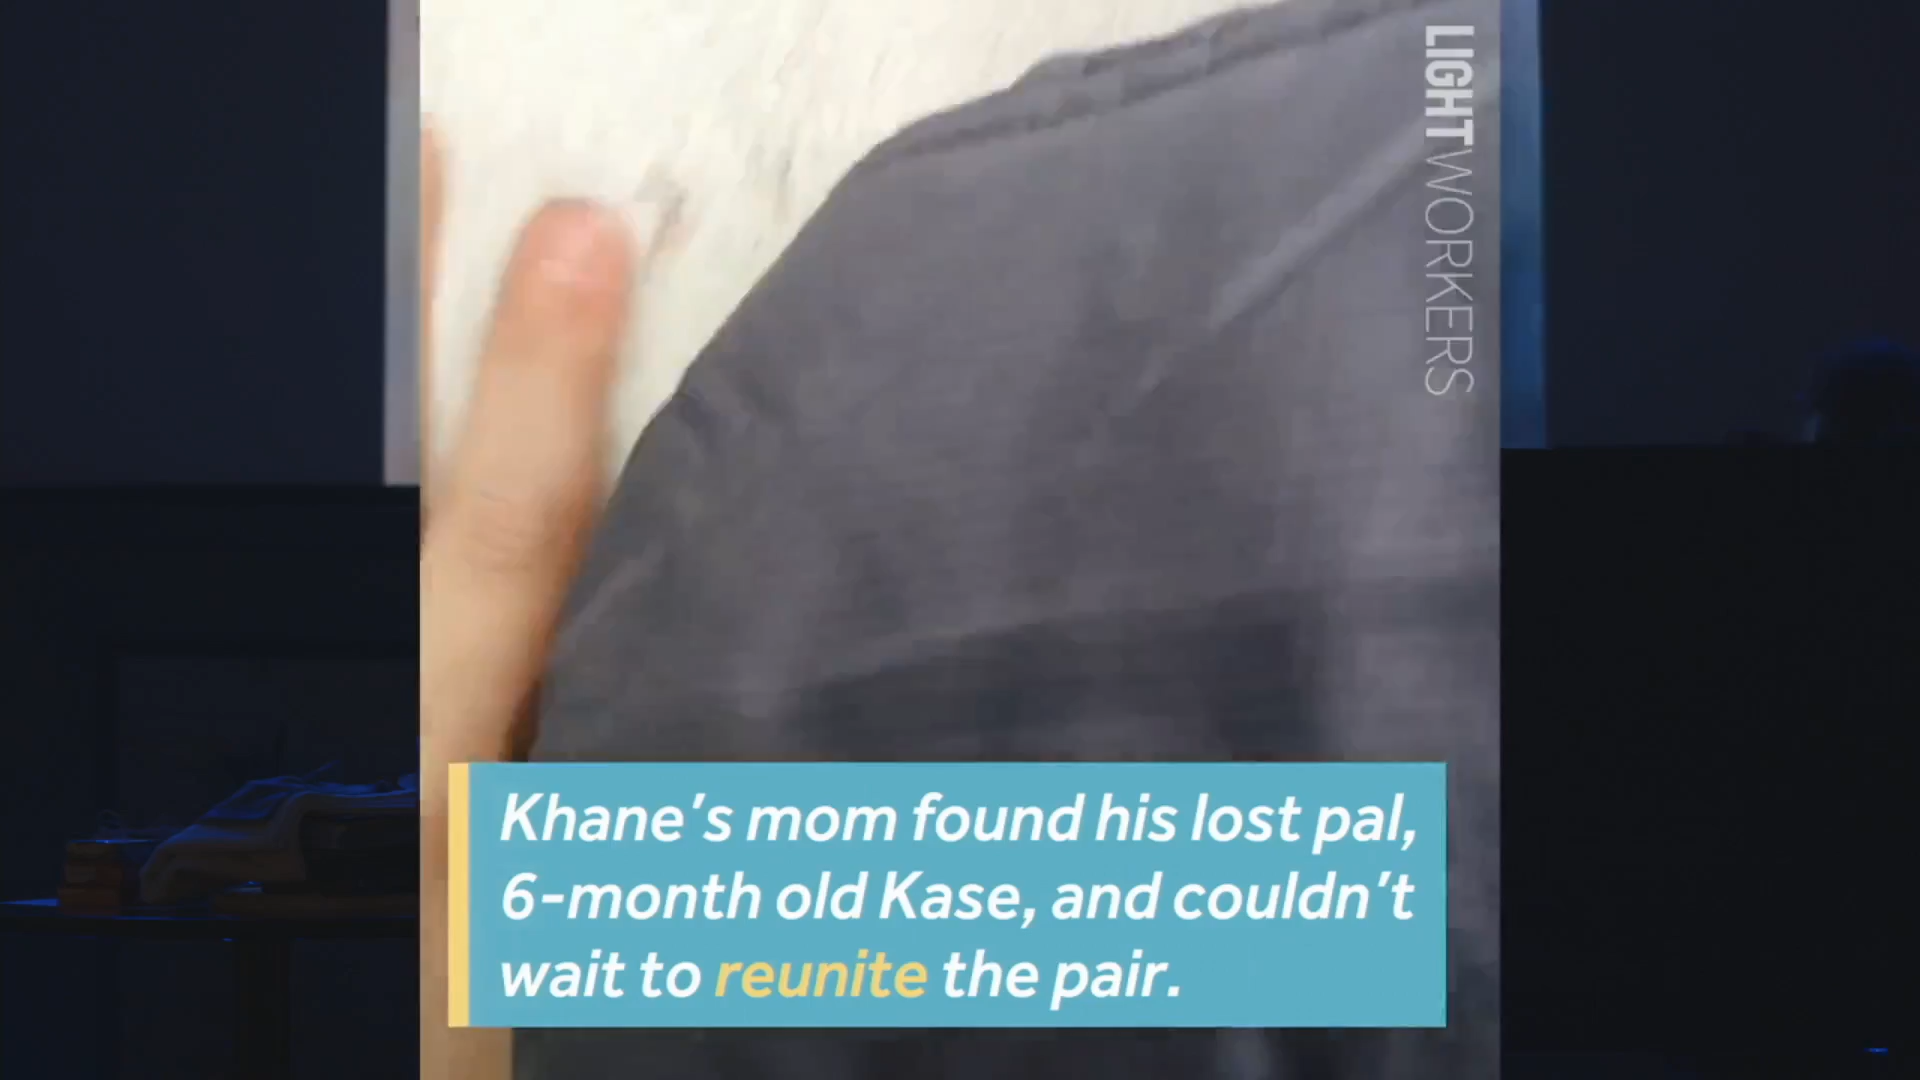 LIGHTWORKERS
Khane's mom found his lost pal,
6-month old Kase, and couldn't
wait to reunite the pair.